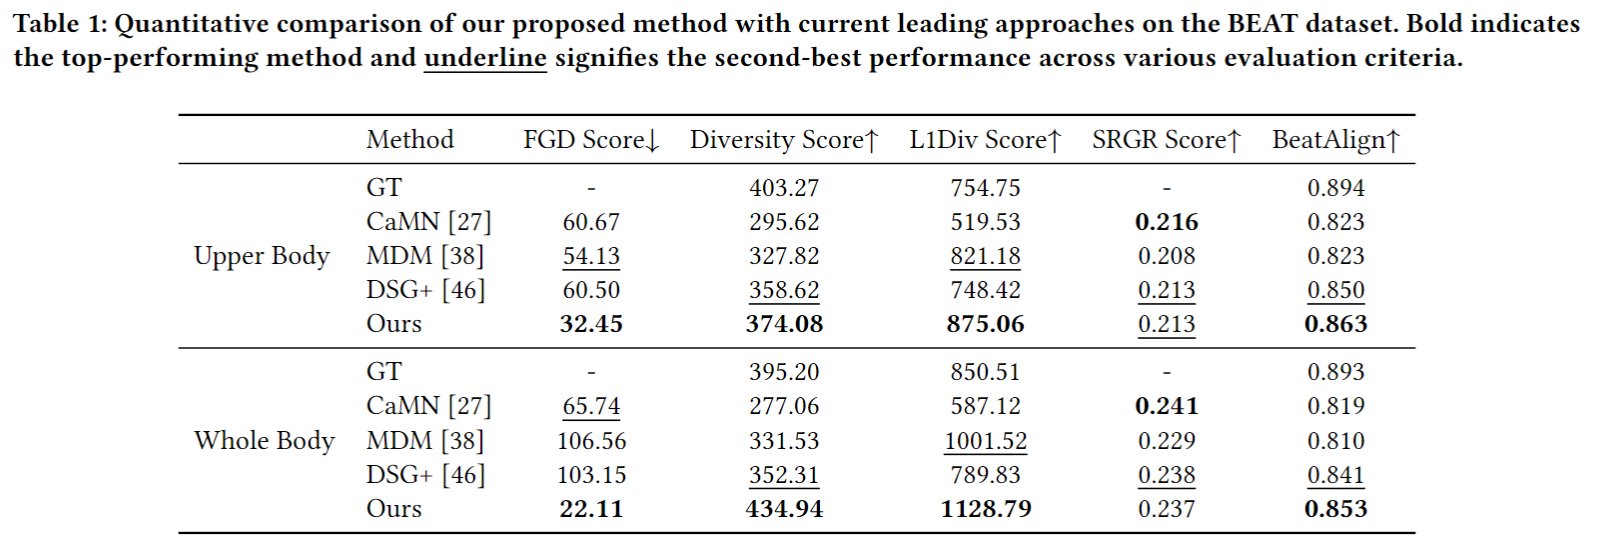 Table 1: Quantitative comparison of our proposed method with current leading approaches on the BEAT dataset. Bold indicates
the top-performing method and underline signifies the second-best performance across various evaluation criteria.
Method FGD Score↓ Diversity Score↑ L1Div Score↑ SRGR Score↑ BeatAlign↑
Upper Body
GT - 403.27 754.75 - 0.894
CaMN [27] 60.67 295.62 519.53 0.216 0.823
MDM [38] 54.13 327.82 821.18 0.208 0.823
DSG+ [46] 60.50 358.62 748.42 0.213 0.850
Ours 32.45 374.08 875.06 0.213 0.863
Whole Body
GT - 395.20 850.51 - 0.893
CaMN [27] 65.74 277.06 587.12 0.241 0.819
MDM [38] 106.56 331.53 1001.52 0.229 0.810
DSG+ [46] 103.15 352.31 789.83 0.238 0.841
Ours 22.11 434.94 1128.79 0.237 0.853